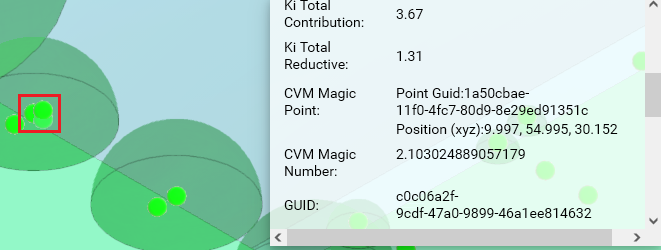 Ki Total
Contribution:
3.67
Ki Total
Reductive:
1.31
CVM Magic
Point:
Point Guid:1a50cbae-
11f0-4fc7-80d9-8e29ed91351c
Position (xyz):9.997, 54.995, 30.152
CVM Magic
Number:
2.103024889057179
GUID:
c0c06a2f-
9cdf-47a0-9899-46a1ee814632